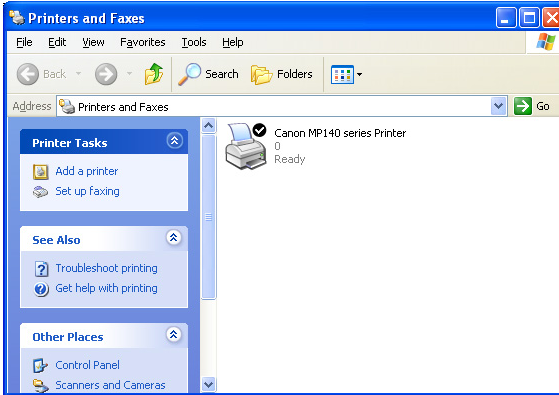 Printers and Faxes
File Edit View Favorites Tools Help
Back Search Folders
Address Printers and Faxes Go
Printer Tasks
Add a printer
Set up faxing
See Also
Troubleshoot printing
Get help with printing
Other Places
Control Panel
Scanners and Cameras
Canon MP140 series Printer
0
Ready